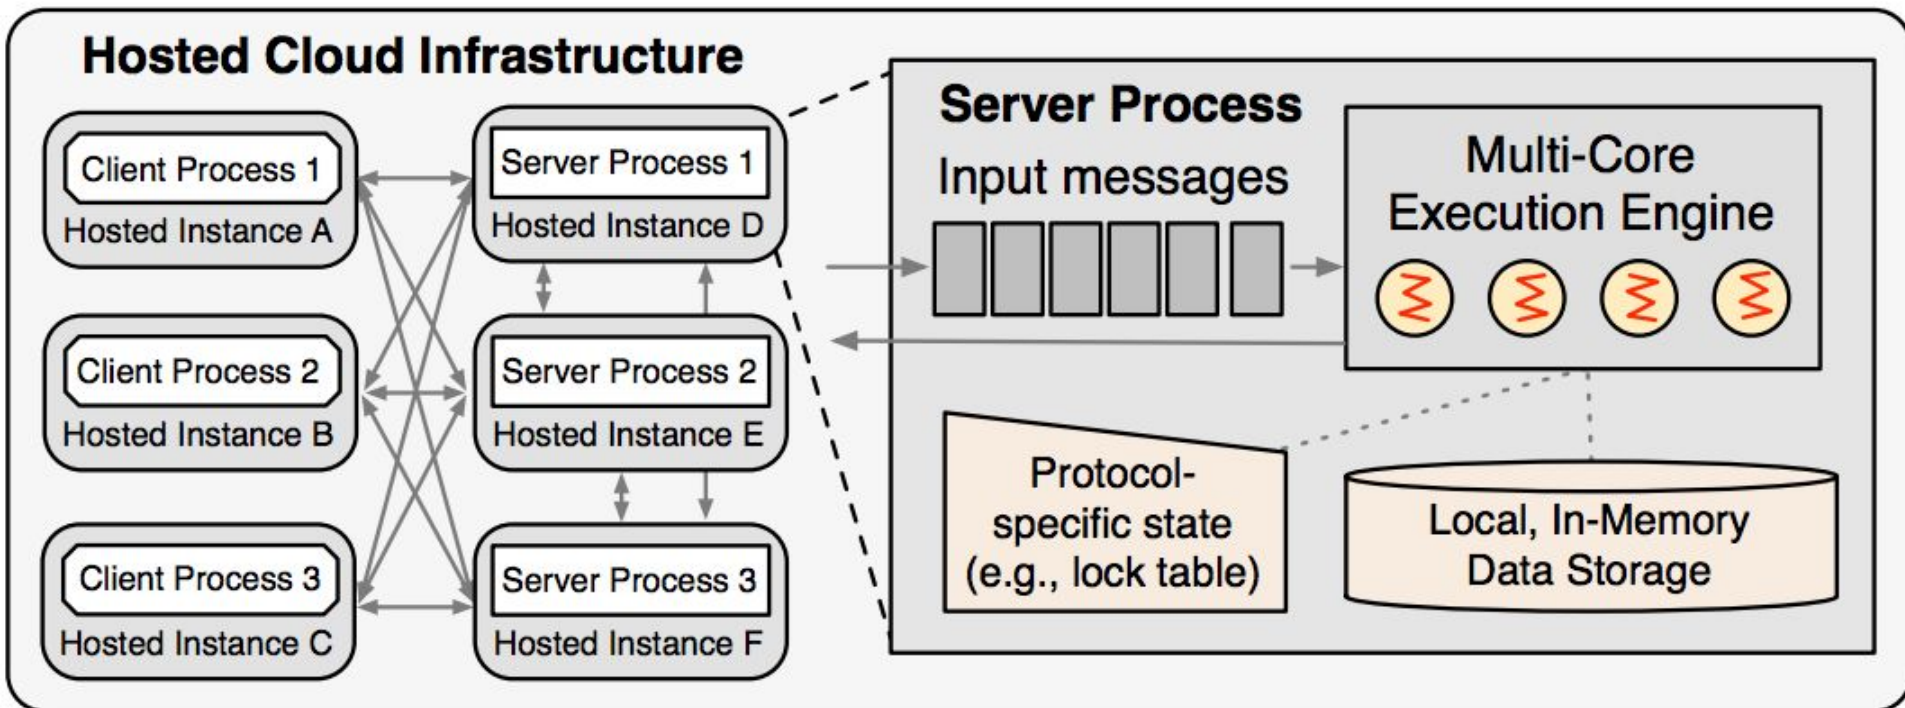 Hosted Cloud Infrastructure
Client Process 1
Hosted Instance A
Client Process 2
Hosted Instance B
Client Process 3
Hosted Instance C
Server Process 1
Hosted Instance D
Server Process 2
Hosted Instance E
Server Process 3
Hosted Instance F
Server Process
Input messages
Multi-Core
Execution Engine
Protocol-
specific state
(e.g., lock table)
Local, In-Memory
Data Storage